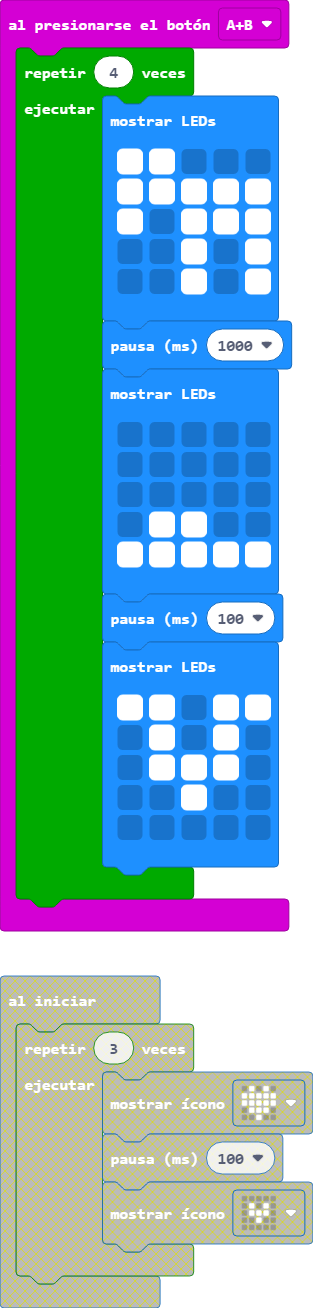 al presionarse el botón A+B
repetir 4 veces
ejecutar
mostrar LEDs
pausa (ms) 1000
mostrar LEDs
pausa (ms) 100
mostrar LEDs
al iniciar
repetir 3 veces
ejecutar
mostrar ícono
pausa (ms) 100
mostrar ícono